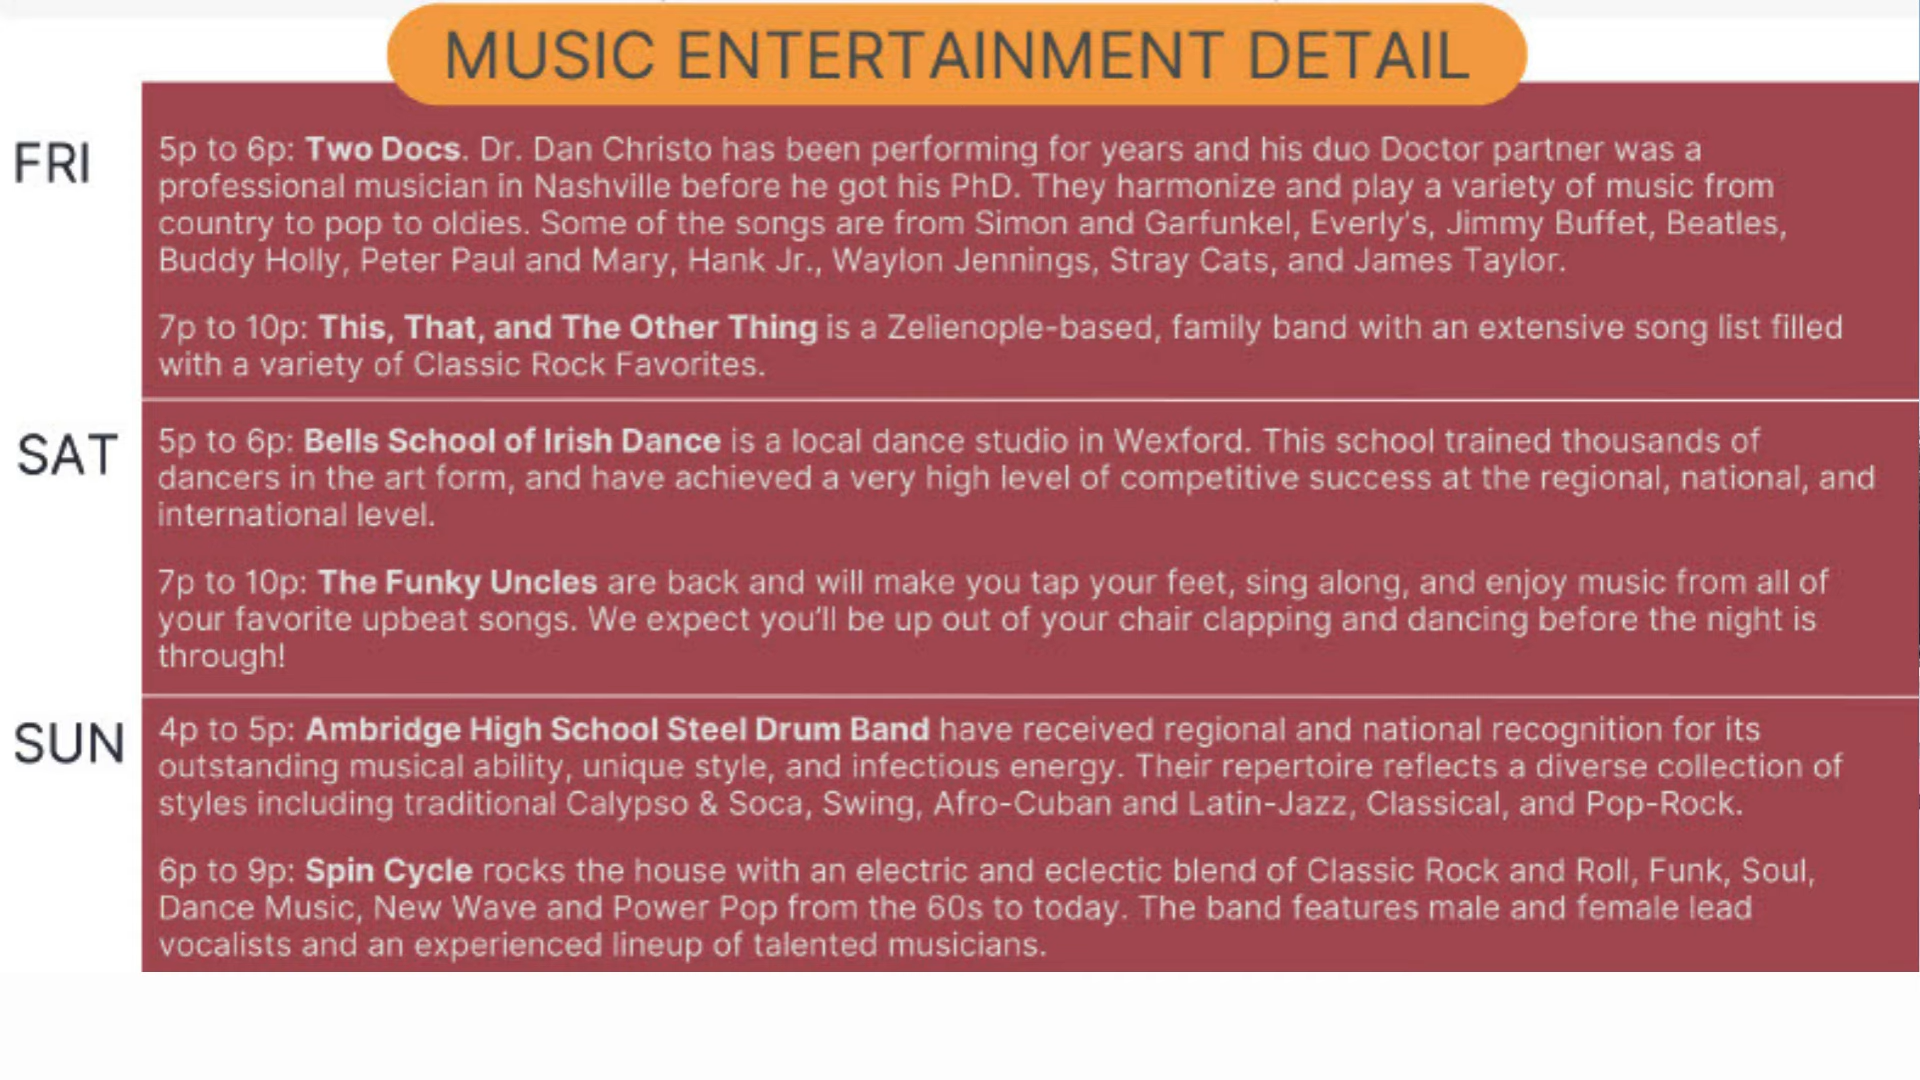 MUSIC ENTERTAINMENT DETAIL
FRI
5p to 6p: Two Docs. Dr. Dan Christo has been performing for years and his duo Doctor partner was a
professional musician in Nashville before he got his PhD. They harmonize and play a variety of music from
country to pop to oldies. Some of the songs are from Simon and Garfunkel, Everly's, Jimmy Buffet, Beatles,
Buddy Holly, Peter Paul and Mary, Hank Jr., Waylon Jennings, Stray Cats, and James Taylor.
7p to 10p: This, That, and The Other Thing is a Zelienople-based, family band with an extensive song list filled
with a variety of Classic Rock Favorites.
SAT
5p to 6p: Bells School of Irish Dance is a local dance studio in Wexford. This school trained thousands of
dancers in the art form, and have achieved a very high level of competitive success at the regional, national, and
international level.
7p to 10p: The Funky Uncles are back and will make you tap your feet, sing along, and enjoy music from all of
your favorite upbeat songs. We expect you'll be up out of your chair clapping and dancing before the night is
through!
SUN
4p to 5p: Ambridge High School Steel Drum Band have received regional and national recognition for its
outstanding musical ability, unique style, and infectious energy. Their repertoire reflects a diverse collection of
styles including traditional Calypso & Soca, Swing, Afro-Cuban and Latin-Jazz, Classical, and Pop-Rock.
6p to 9p: Spin Cycle rocks the house with an electric and eclectic blend of Classic Rock and Roll, Funk, Soul,
Dance Music, New Wave and Power Pop from the 60s to today. The band features male and female lead
vocalists and an experienced lineup of talented musicians.